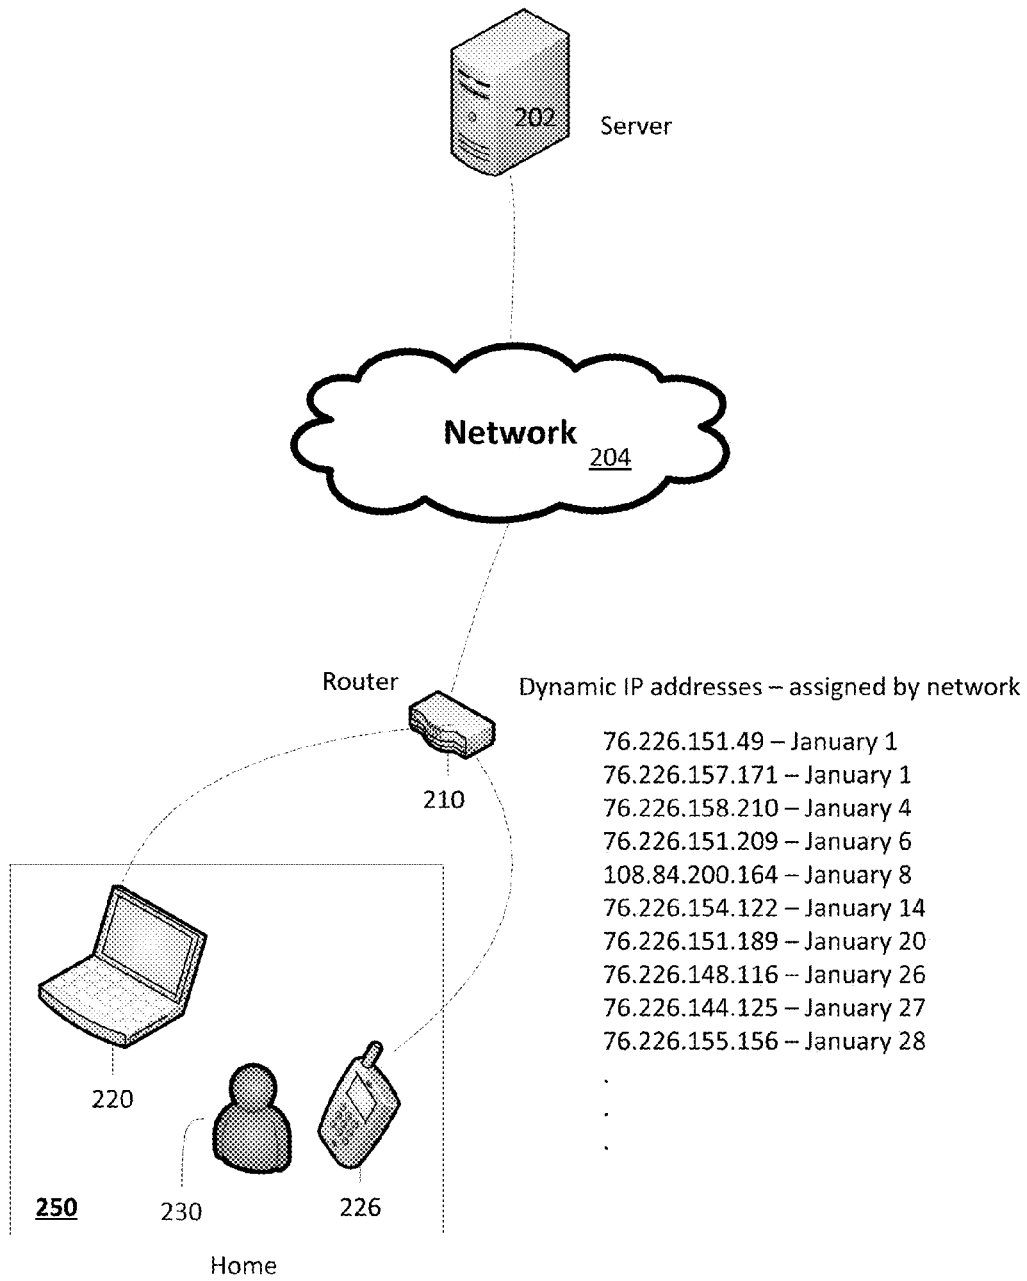 202
Server
Network
204
Router
Dynamic IP addresses – assigned by network
76.226.151.49 – January 1
76.226.157.171 – January 1
76.226.158.210 – January 4
76.226.151.209 – January 6
108.84.200.164 – January 8
76.226.154.122 – January 14
76.226.151.189 – January 20
76.226.148.116 – January 26
76.226.144.125 – January 27
76.226.155.156 – January 28
.
.
.
210
220
230
226
250
Home